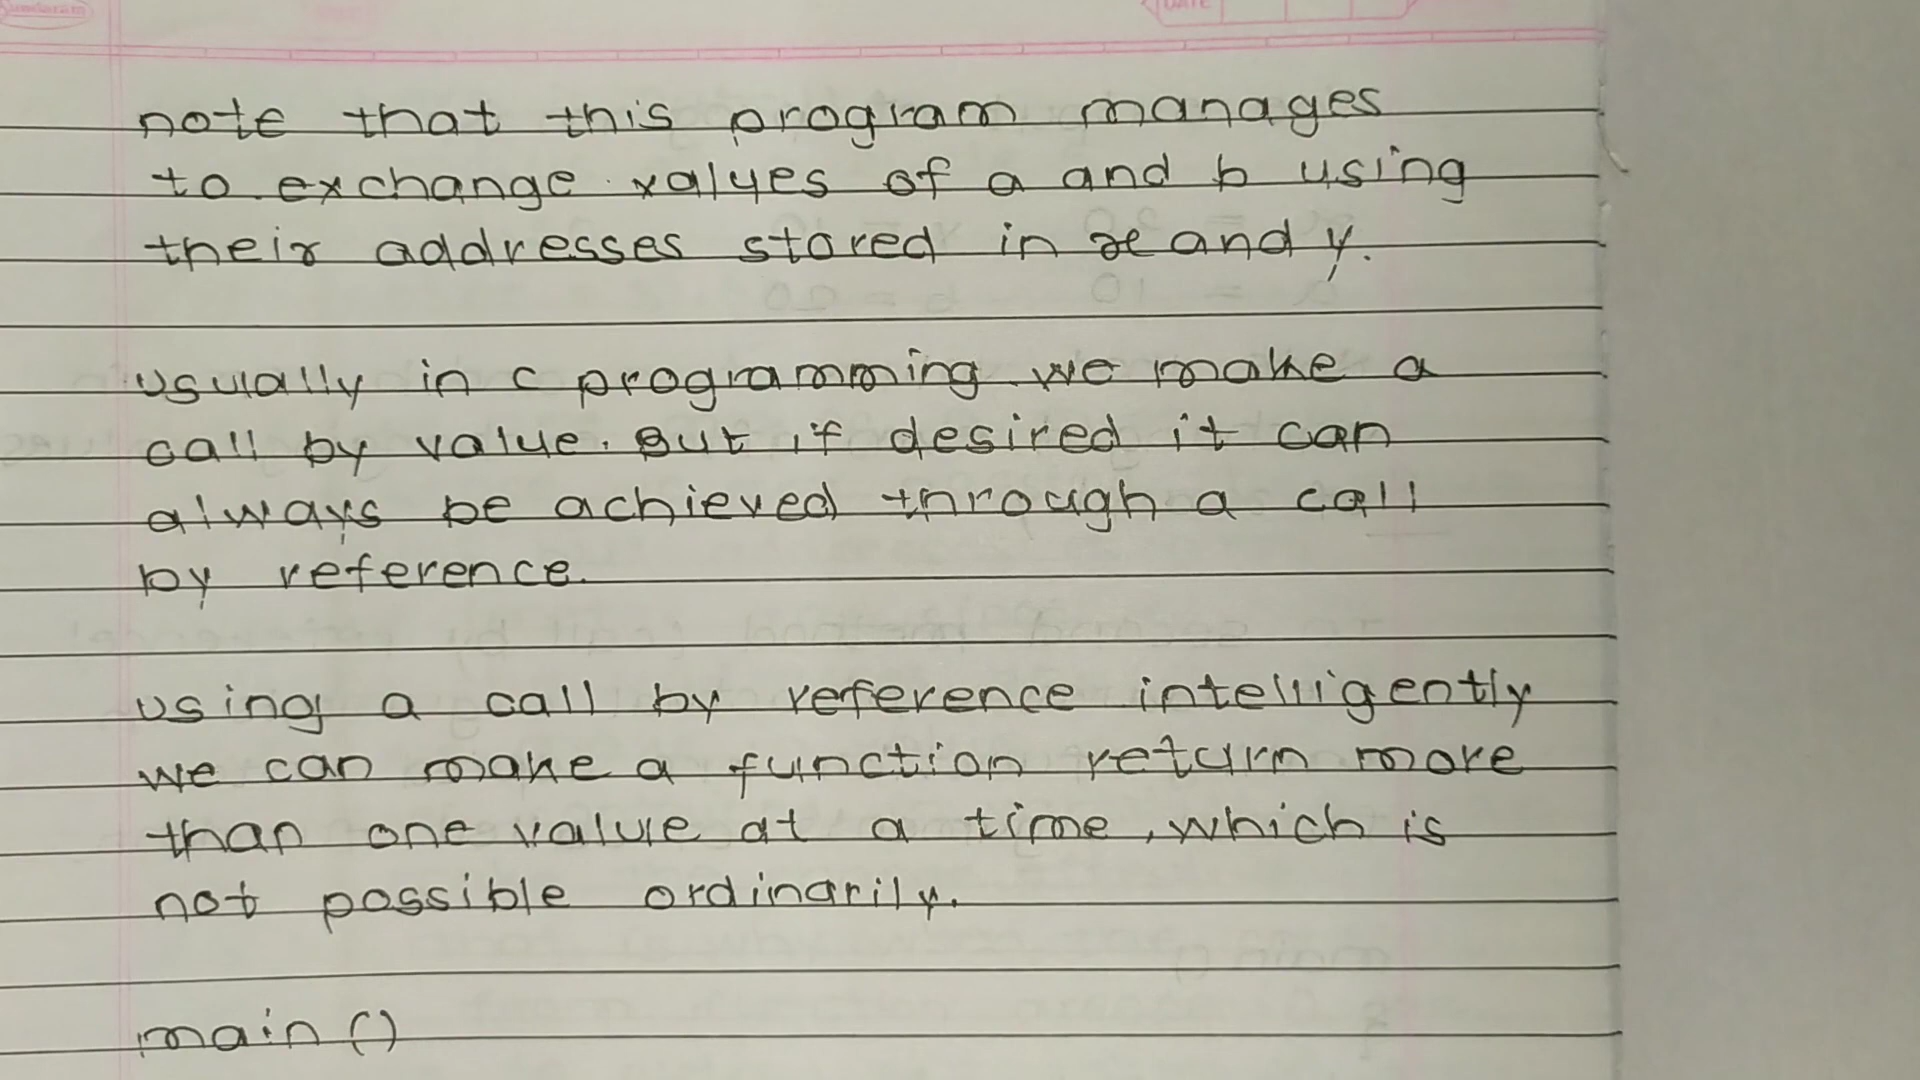 Sundaram
DATE
note that this program manages
to exchange values of a and b using
their addresses stored in x and y.
usually in c programming we make a
call by value. But if desired it can
always be achieved through a call
by reference.
using a call by reference intelligently
we can make a function return more
than one value at a time, which is
not possible ordinarily.
main ()